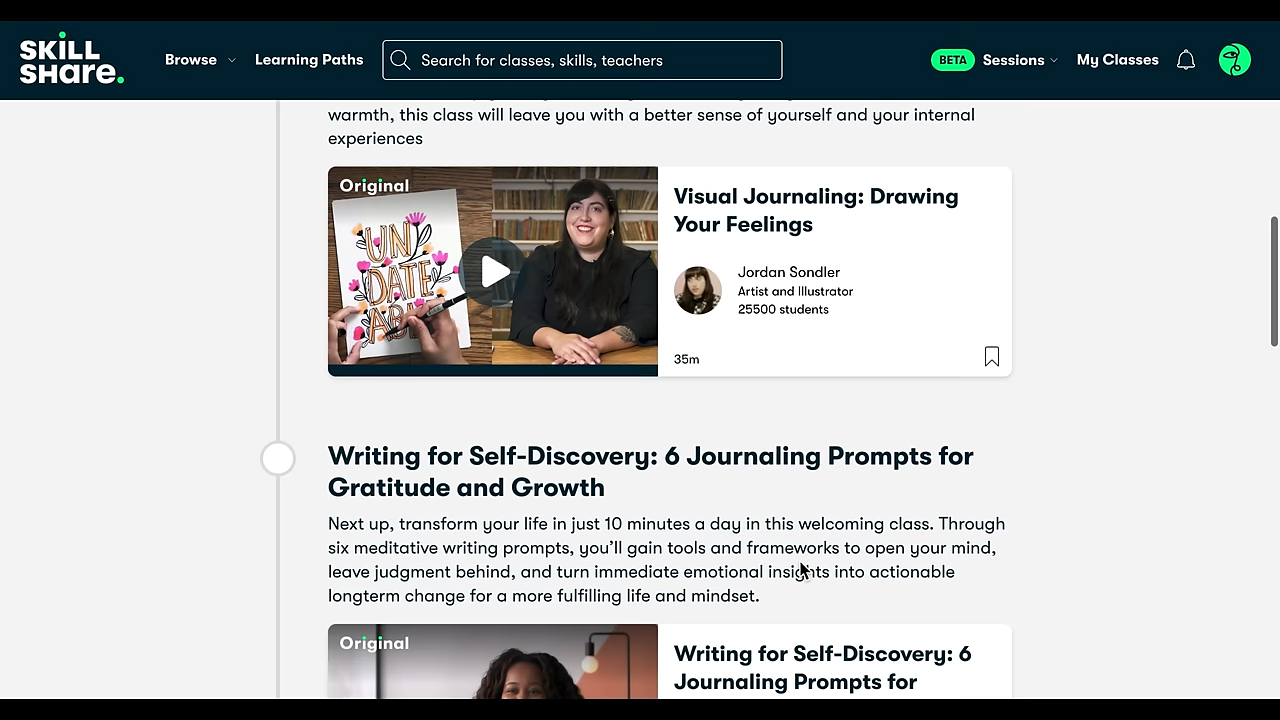 SKILL
SHARE.
Browse
Learning Paths
Search for classes, skills, teachers
BETA
Sessions
My Classes
warmth, this class will leave you with a better sense of yourself and your internal
experiences
Original
UN
DATE
AB
Visual Journaling: Drawing
Your Feelings
Jordan Sondler
Artist and Illustrator
25500 students
35m
Writing for Self-Discovery: 6 Journaling Prompts for
Gratitude and Growth
Next up, transform your life in just 10 minutes a day in this welcoming class. Through
six meditative writing prompts, you’ll gain tools and frameworks to open your mind,
leave judgment behind, and turn immediate emotional insights into actionable
longterm change for a more fulfilling life and mindset.
Original
Writing for Self-Discovery: 6
Journaling Prompts for